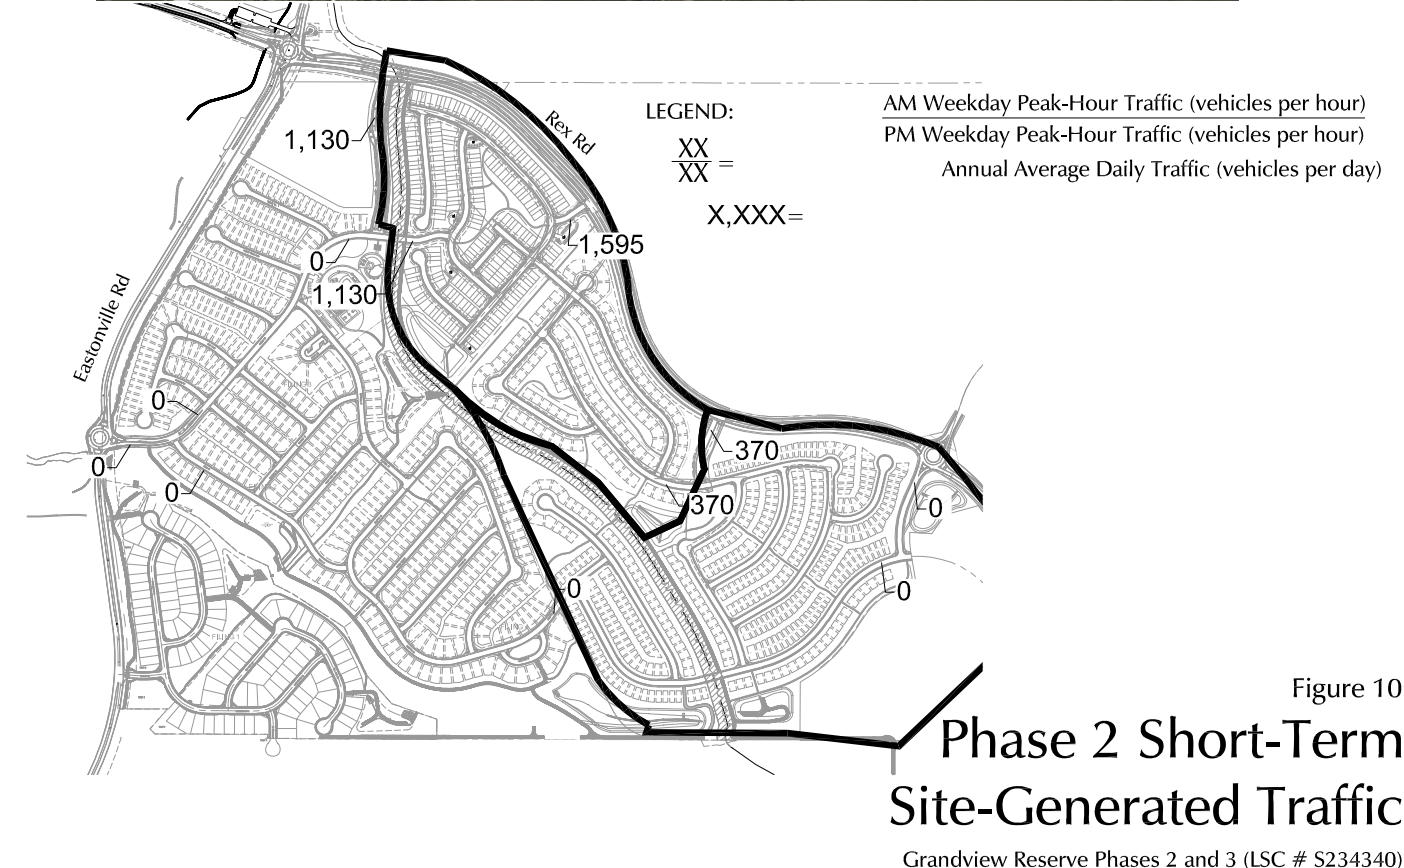 1,130
Rex Rd
LEGEND:
XX
XX =
X,XXX=
AM Weekday Peak-Hour Traffic (vehicles per hour)
PM Weekday Peak-Hour Traffic (vehicles per hour)
Annual Average Daily Traffic (vehicles per day)
1,595
0
1,130
Eastonville Rd
0
0
0
370
370
0
0
0
FILING 1
Figure 10
Phase 2 Short-Term
Site-Generated Traffic
Grandview Reserve Phases 2 and 3 (LSC # S234340)